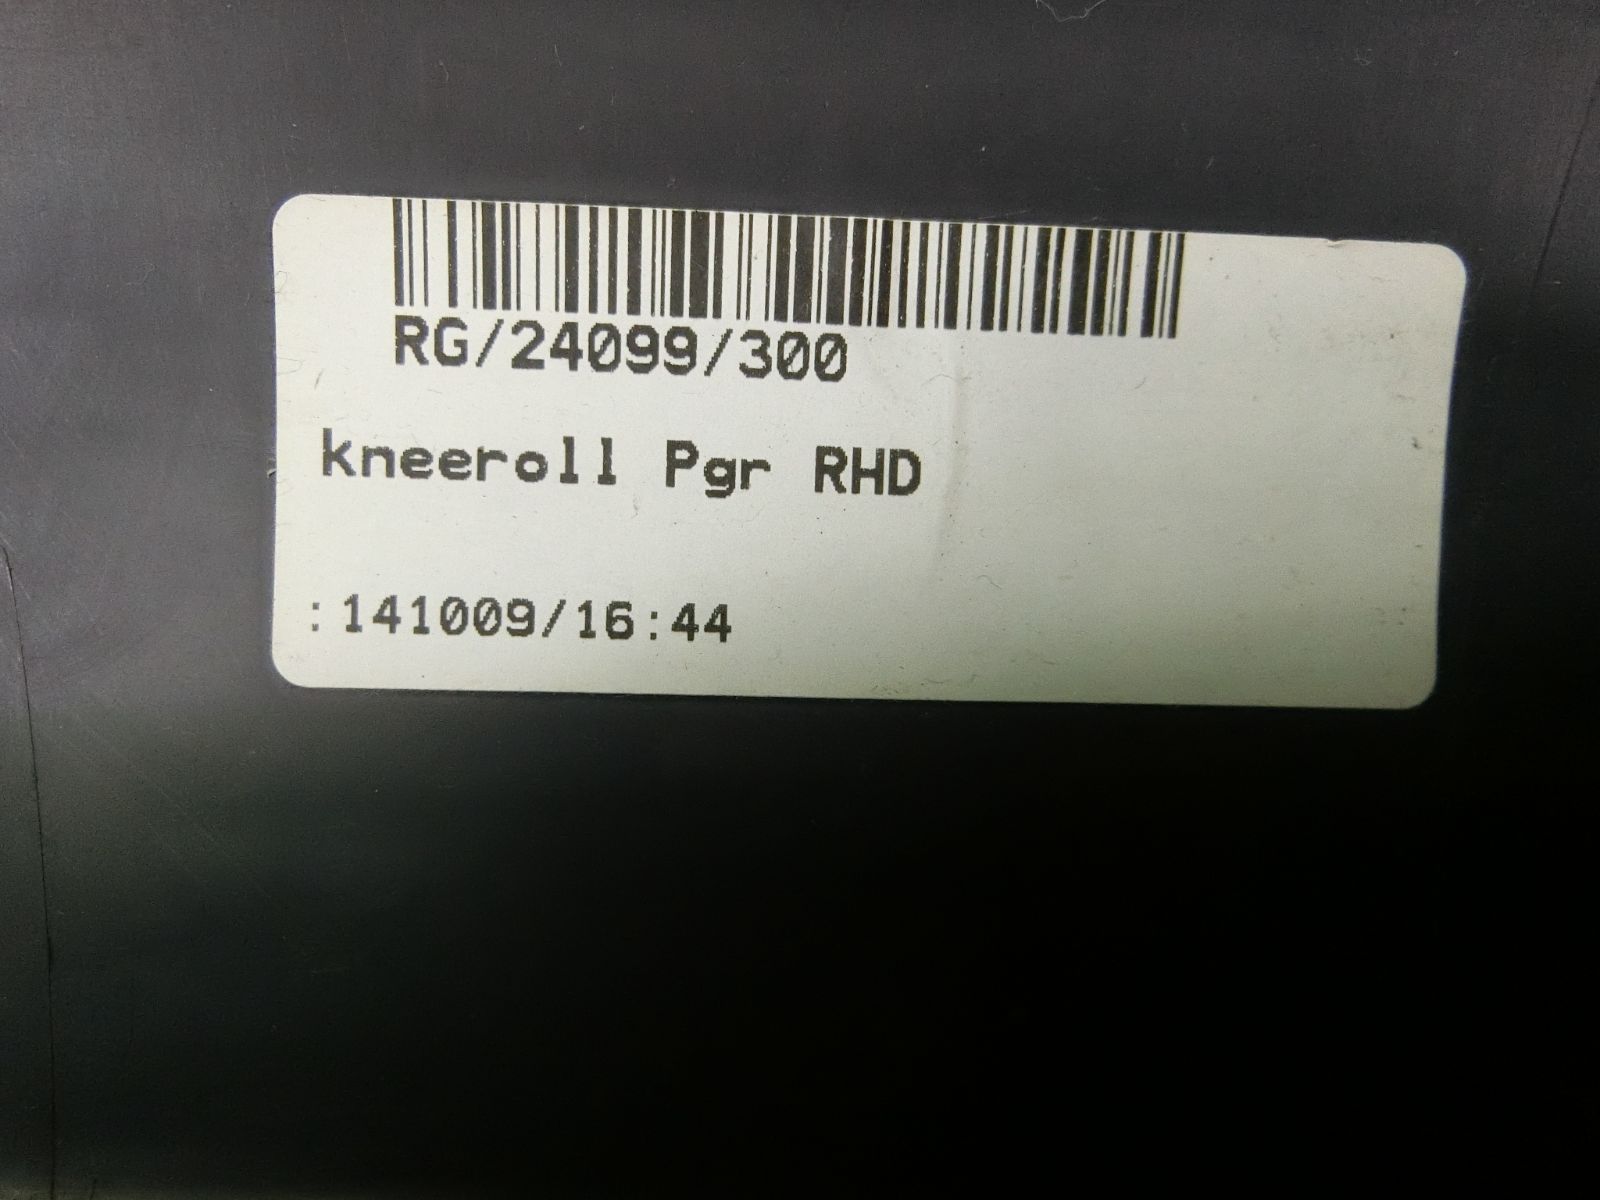 RG/24099/300
kneeroll Pgr RHD
:141009/16:44